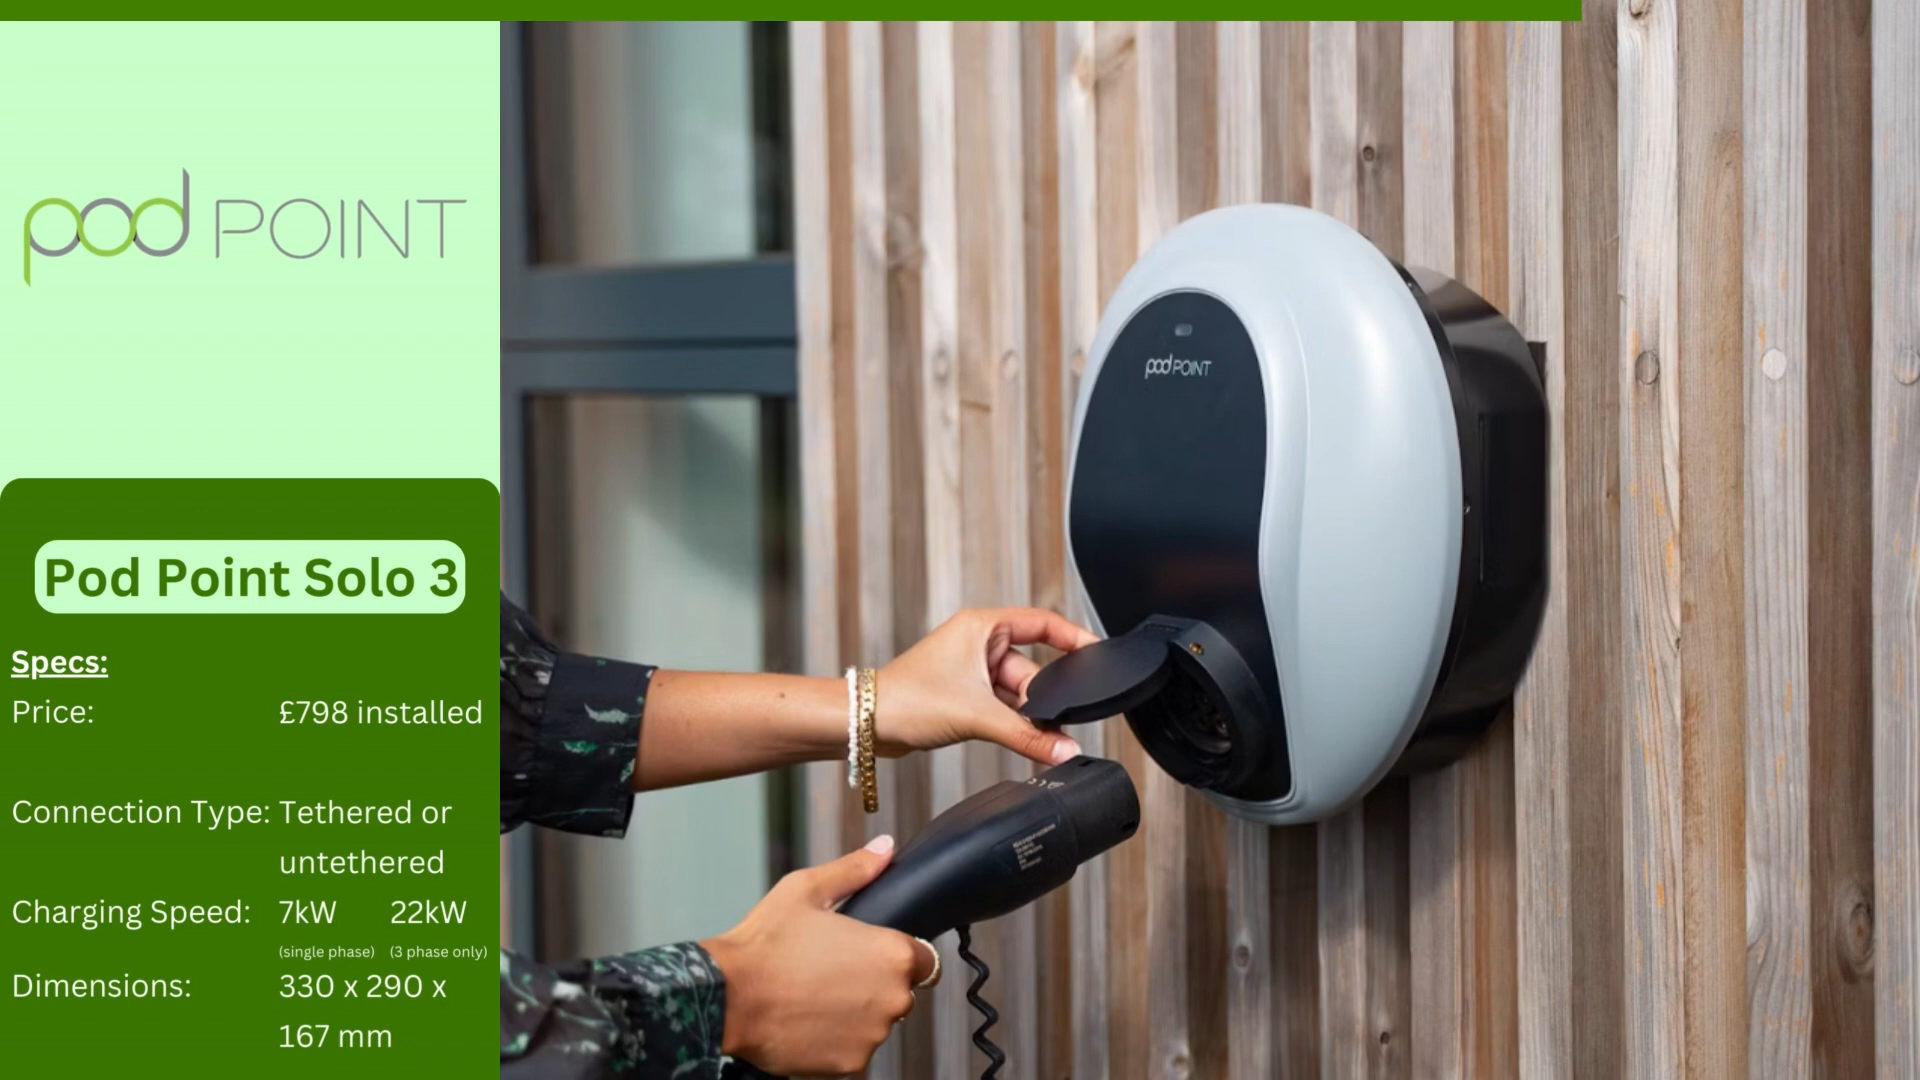 pod POINT
Pod Point Solo 3
Specs:
Price: £798 installed
Connection Type: Tethered or
untethered
Charging Speed: 7kW 22kW
(single phase) (3 phase only)
Dimensions: 330 x 290 x
167 mm
pod POINT